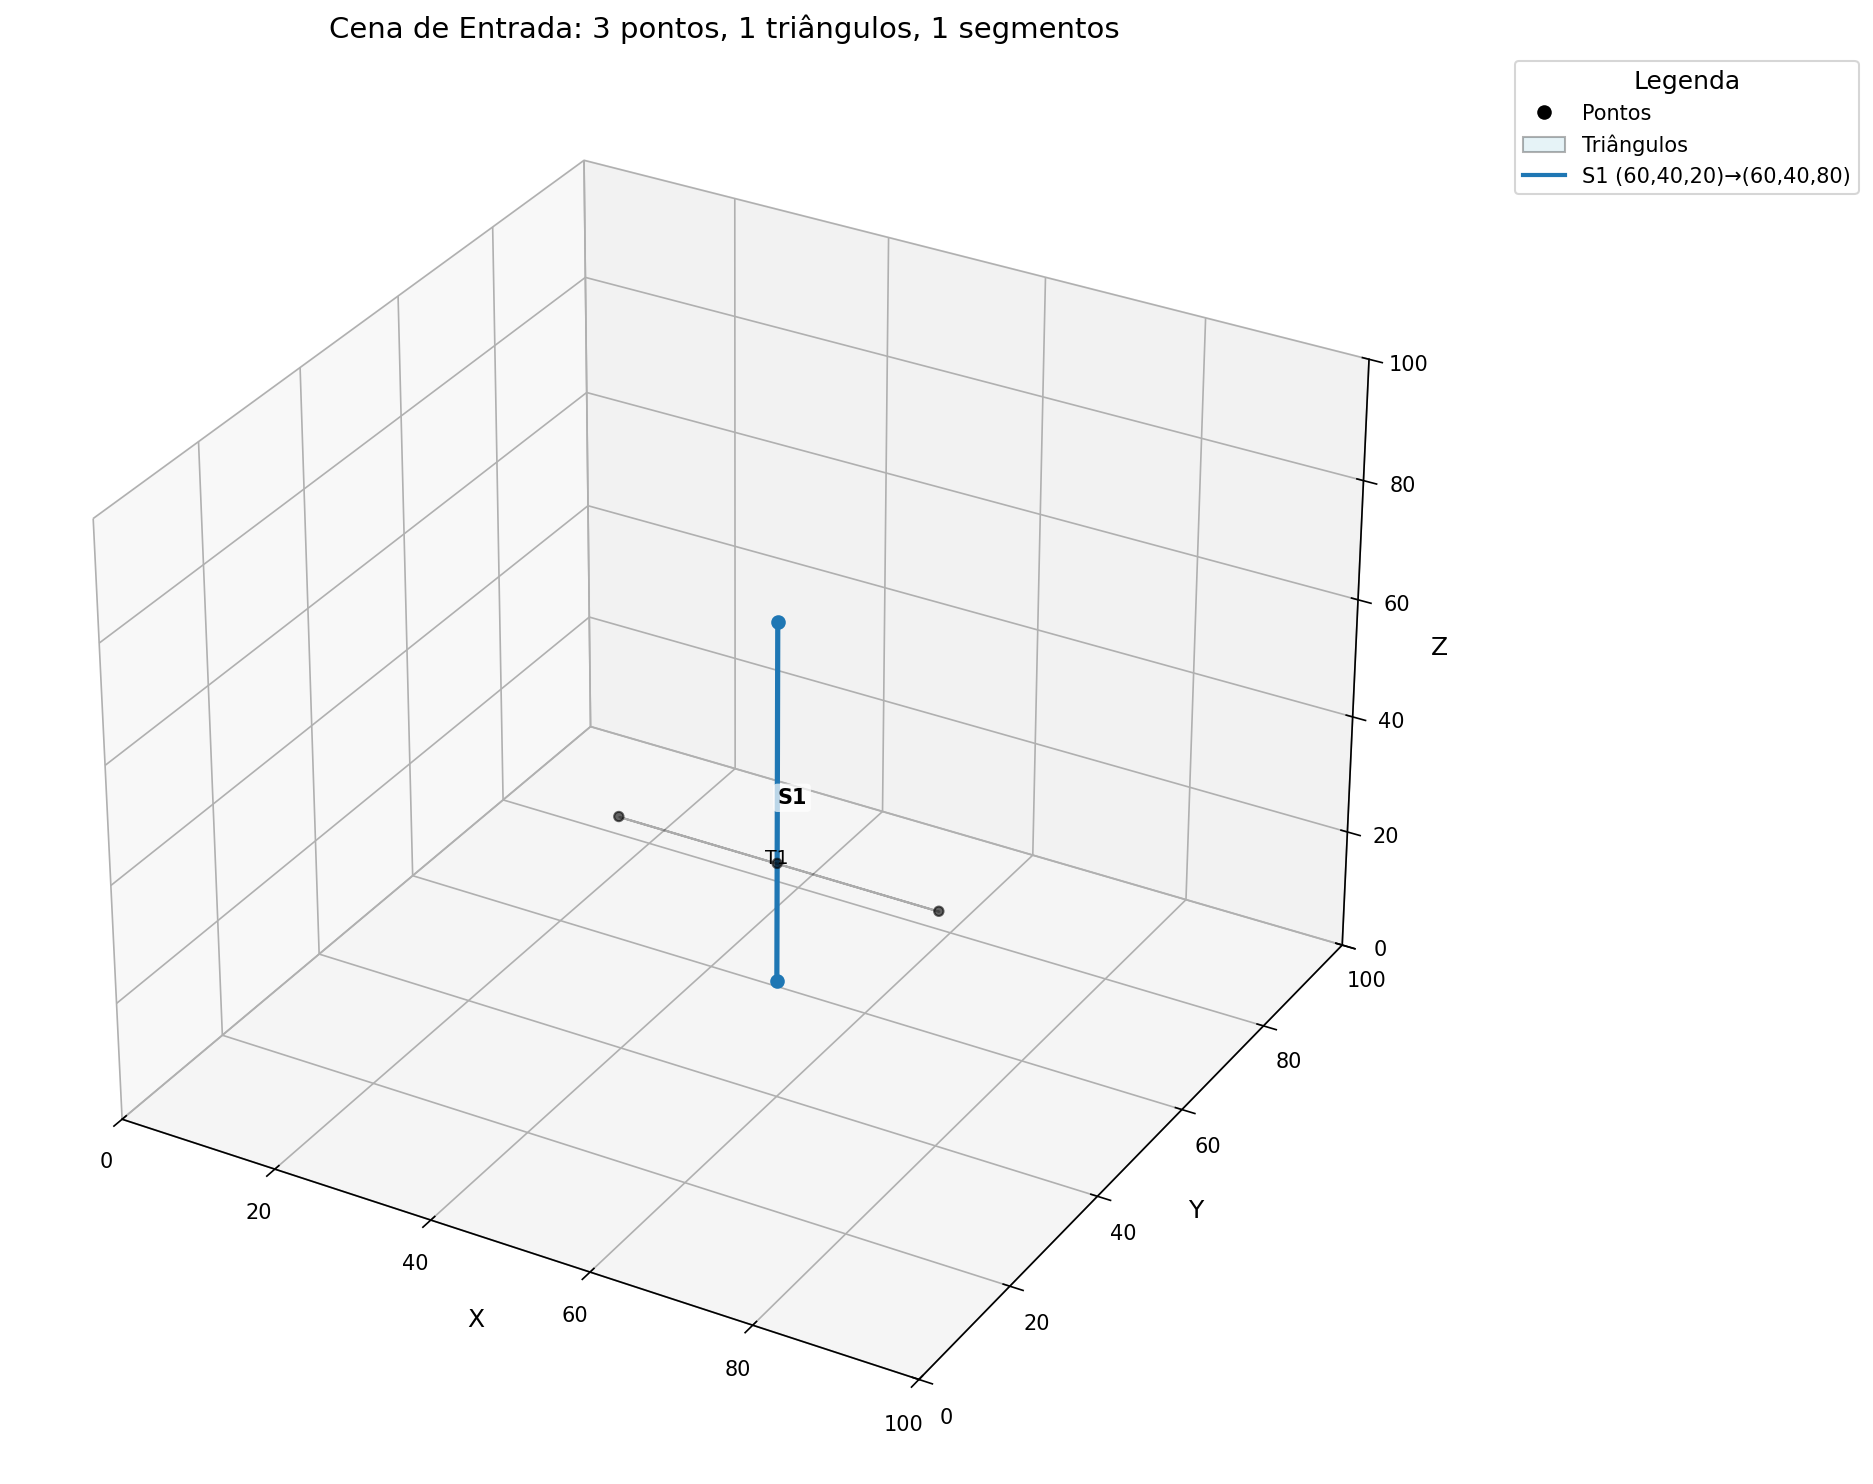 Cena de Entrada: 3 pontos, 1 triângulos, 1 segmentos
Legenda
Pontos
Triângulos
S1 (60,40,20)→(60,40,80)
100
80
60
Z
40
20
0
S1
T1
100
80
60
Y
40
20
0
0
20
40
X
60
80
100